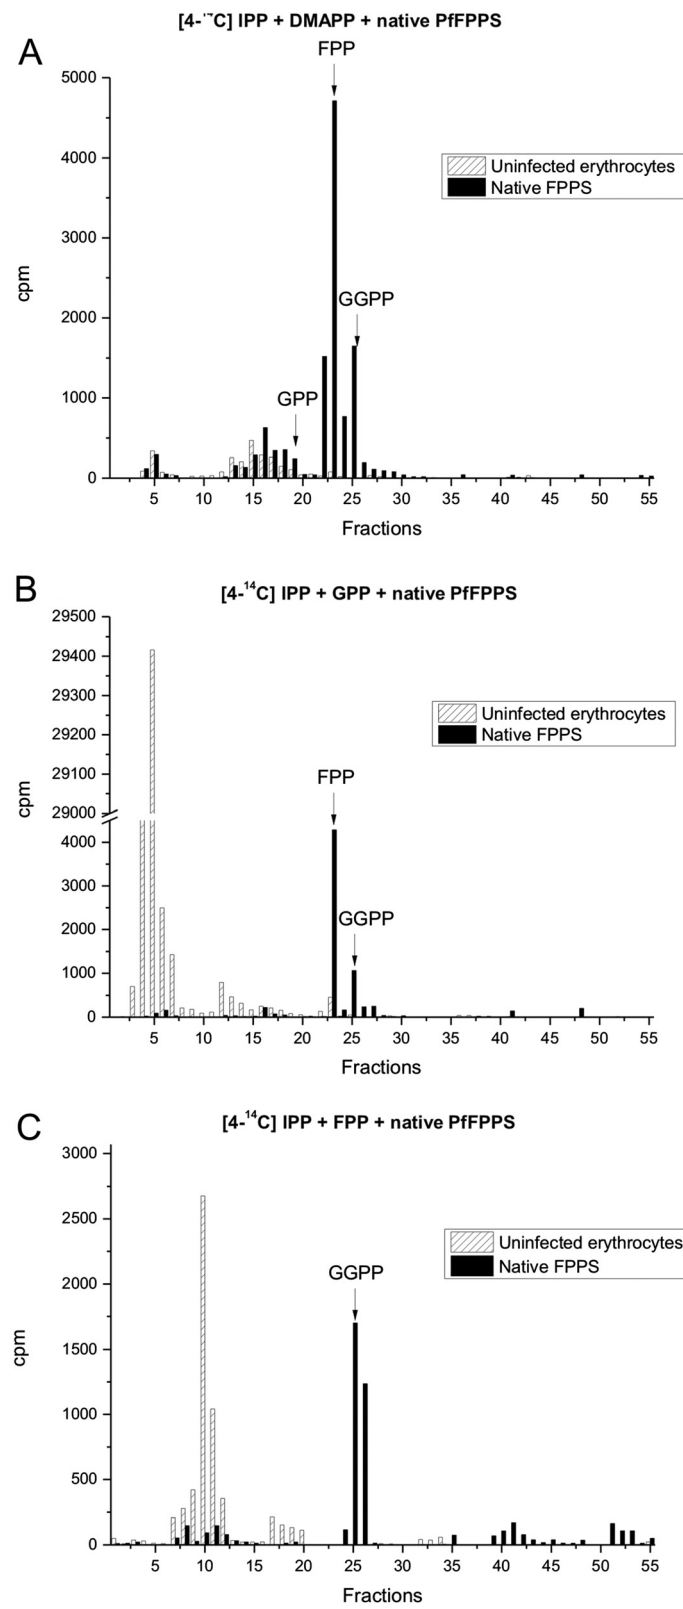 [4-¹⁴C] IPP + DMAPP + native PfFPPS
A
FPP
5000
4000
3000
2000
1000
0
cpm
Uninfected erythrocytes
Native FPPS
GGPP
GPP
5 10 15 20 25 30 35 40 45 50 55
Fractions
B
[4-¹⁴C] IPP + GPP + native PfFPPS
29500
29400
29300
29200
29100
29000
4000
3000
2000
1000
0
cpm
Uninfected erythrocytes
Native FPPS
FPP
GGPP
5 10 15 20 25 30 35 40 45 50 55
Fractions
C
[4-¹⁴C] IPP + FPP + native PfFPPS
3000
2500
2000
1500
1000
500
0
cpm
Uninfected erythrocytes
Native FPPS
GGPP
5 10 15 20 25 30 35 40 45 50 55
Fractions